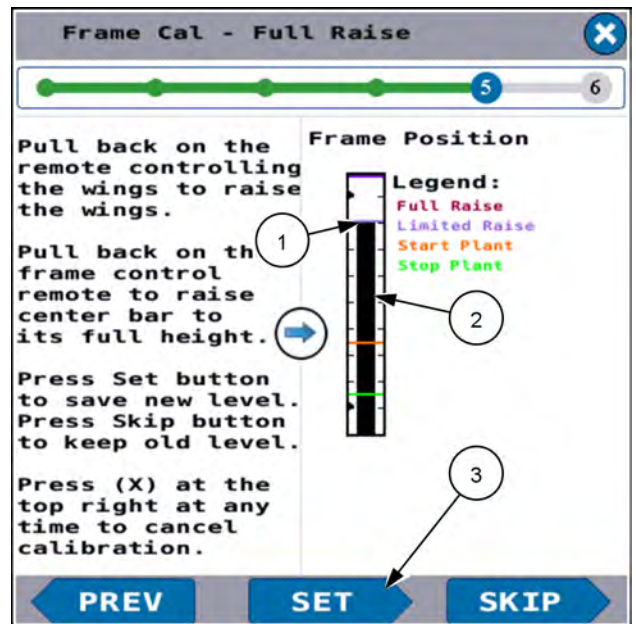 Frame Cal - Full Raise
5
6
Pull back on the
remote controlling
the wings to raise
the wings.
Pull back on th
frame control
remote to raise
center bar to
its full height.
Press Set button
to save new level.
Press Skip button
to keep old level.
Press (X) at the
top right at any
time to cancel
calibration.
Frame Position
Legend:
Full Raise
Limited Raise
Start Plant
Stop Plant
1
2
3
PREV
SET
SKIP